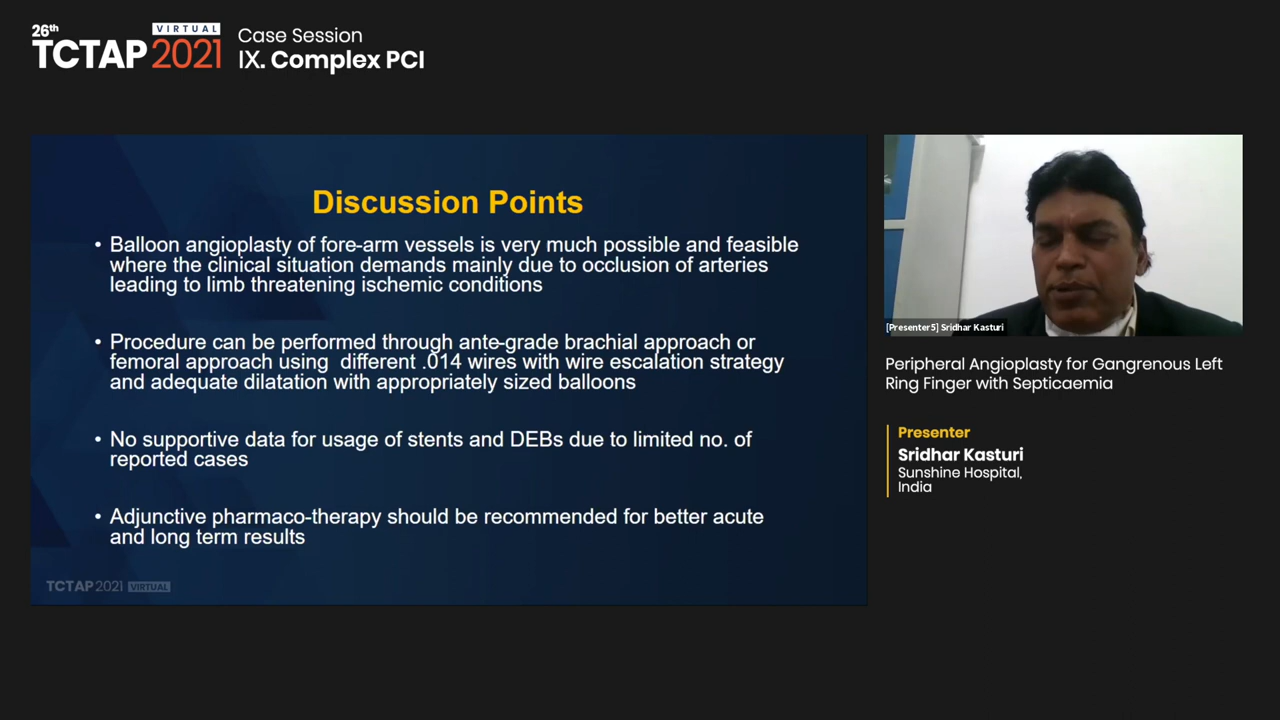 26th
VIRTUAL
TCTAP 2021
Case Session
IX. Complex PCI
Discussion Points
• Balloon angioplasty of fore-arm vessels is very much possible and feasible
where the clinical situation demands mainly due to occlusion of arteries
leading to limb threatening ischemic conditions
• Procedure can be performed through ante-grade brachial approach or
femoral approach using different .014 wires with wire escalation strategy
and adequate dilatation with appropriately sized balloons
• No supportive data for usage of stents and DEBs due to limited no. of
reported cases
• Adjunctive pharmaco-therapy should be recommended for better acute
and long term results
TCTAP 2021 VIRTUAL
[Presenter5] Sridhar Kasturi
Peripheral Angioplasty for Gangrenous Left
Ring Finger with Septicaemia
Presenter
Sridhar Kasturi
Sunshine Hospital,
India